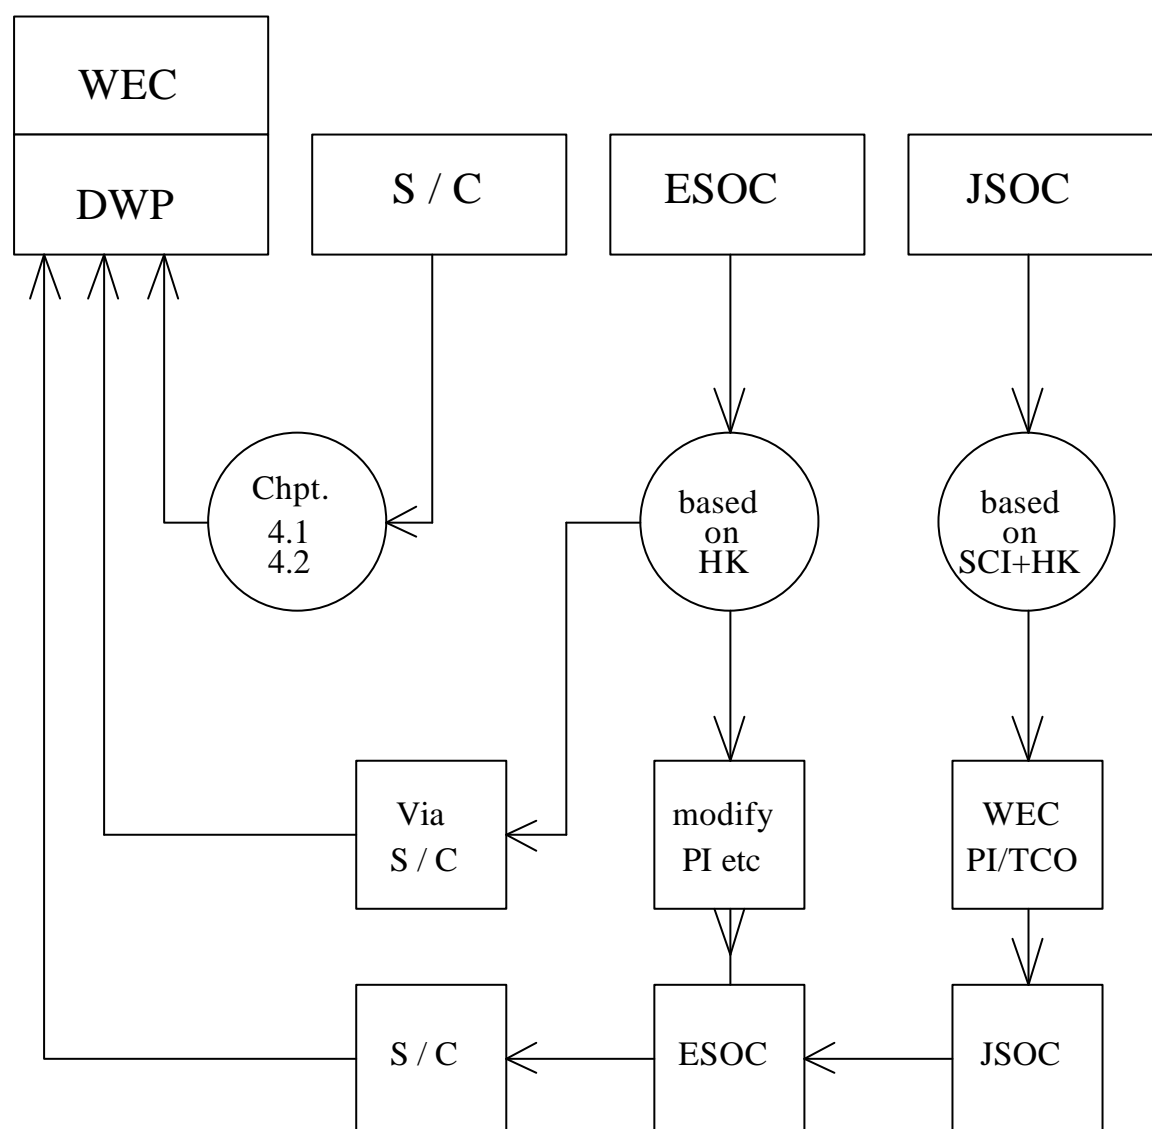 WEC
DWP
S / C
ESOC
JSOC
Chpt.
4.1
4.2
based
on
HK
based
on
SCI+HK
Via
S / C
modify
PI etc
WEC
PI/TCO
S / C
ESOC
JSOC